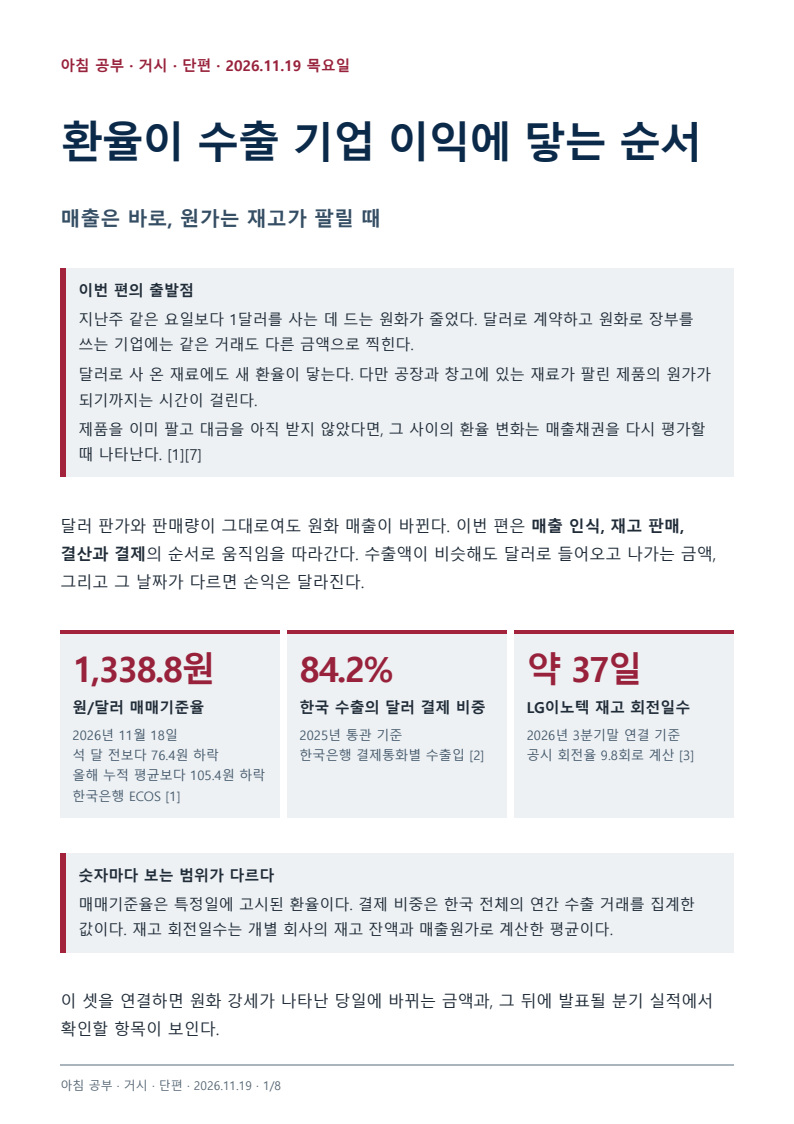 아침 공부 · 거시 · 단편 · 2026.11.19 목요일
환율이 수출 기업 이익에 닿는 순서
매출은 바로, 원가는 재고가 팔릴 때
이번 편의 출발점
지난주 같은 요일보다 1달러를 사는 데 드는 원화가 줄었다. 달러로 계약하고 원화로 장부를
쓰는 기업에는 같은 거래도 다른 금액으로 찍힌다.
달러로 사 온 재료에도 새 환율이 닿는다. 다만 공장과 창고에 있는 재료가 팔린 제품의 원가가
되기까지는 시간이 걸린다.
제품을 이미 팔고 대금을 아직 받지 않았다면, 그 사이의 환율 변화는 매출채권을 다시 평가할
때 나타난다. [1][7]
달러 판가와 판매량이 그대로여도 원화 매출이 바뀐다. 이번 편은 매출 인식, 재고 판매,
결산과 결제의 순서로 움직임을 따라간다. 수출액이 비슷해도 달러로 들어오고 나가는 금액,
그리고 그 날짜가 다르면 손익은 달라진다.
1,338.8원
원/달러 매매기준율
2026년 11월 18일
석 달 전보다 76.4원 하락
올해 누적 평균보다 105.4원 하락
한국은행 ECOS [1]
84.2%
한국 수출의 달러 결제 비중
2025년 통관 기준
한국은행 결제통화별 수출입 [2]
약 37일
LG이노텍 재고 회전일수
2026년 3분기말 연결 기준
공시 회전율 9.8회로 계산 [3]
숫자마다 보는 범위가 다르다
매매기준율은 특정일에 고시된 환율이다. 결제 비중은 한국 전체의 연간 수출 거래를 집계한
값이다. 재고 회전일수는 개별 회사의 재고 잔액과 매출원가로 계산한 평균이다.
이 셋을 연결하면 원화 강세가 나타난 당일에 바뀌는 금액과, 그 뒤에 발표될 분기 실적에서
확인할 항목이 보인다.
아침 공부 · 거시 · 단편 · 2026.11.19 · 1/8